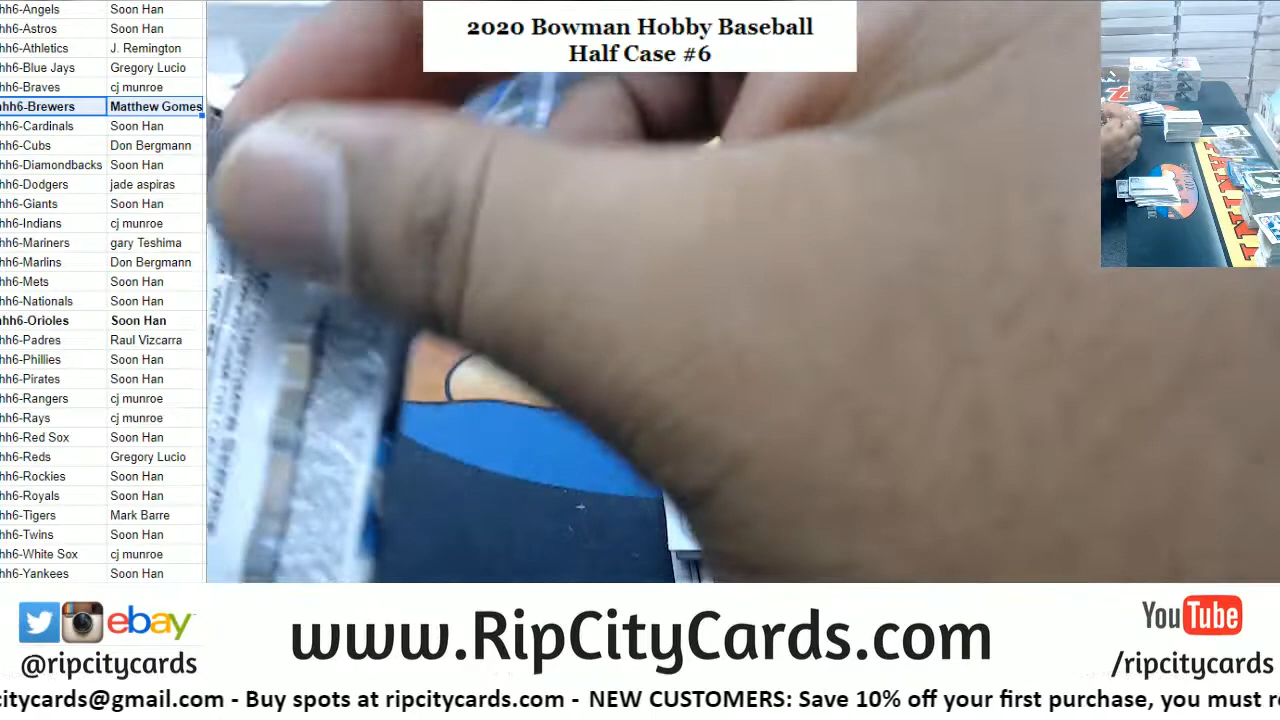 2020 Bowman Hobby Baseball
Half Case #6
hh6-Angels Soon Han
hh6-Astros Soon Han
hh6-Athletics J. Remington
hh6-Blue Jays Gregory Lucio
hh6-Braves cj munroe
hh6-Brewers Matthew Gomes
hh6-Cardinals Soon Han
hh6-Cubs Don Bergmann
hh6-Diamondbacks Soon Han
hh6-Dodgers jade aspiras
hh6-Giants Soon Han
hh6-Indians cj munroe
hh6-Mariners gary Teshima
hh6-Marlins Don Bergmann
hh6-Mets Soon Han
hh6-Nationals Soon Han
hh6-Orioles Soon Han
hh6-Padres Raul Vizcarra
hh6-Phillies Soon Han
hh6-Pirates Soon Han
hh6-Rangers cj munroe
hh6-Rays cj munroe
hh6-Red Sox Soon Han
hh6-Reds Gregory Lucio
hh6-Rockies Soon Han
hh6-Royals Soon Han
hh6-Tigers Mark Barre
hh6-Twins Soon Han
hh6-White Sox cj munroe
hh6-Yankees Soon Han
PANINI
ebay
@ripcitycards
www.RipCityCards.com
YouTube
/ripcitycards
citycards@gmail.com - Buy spots at ripcitycards.com - NEW CUSTOMERS: Save 10% off your first purchase, you must